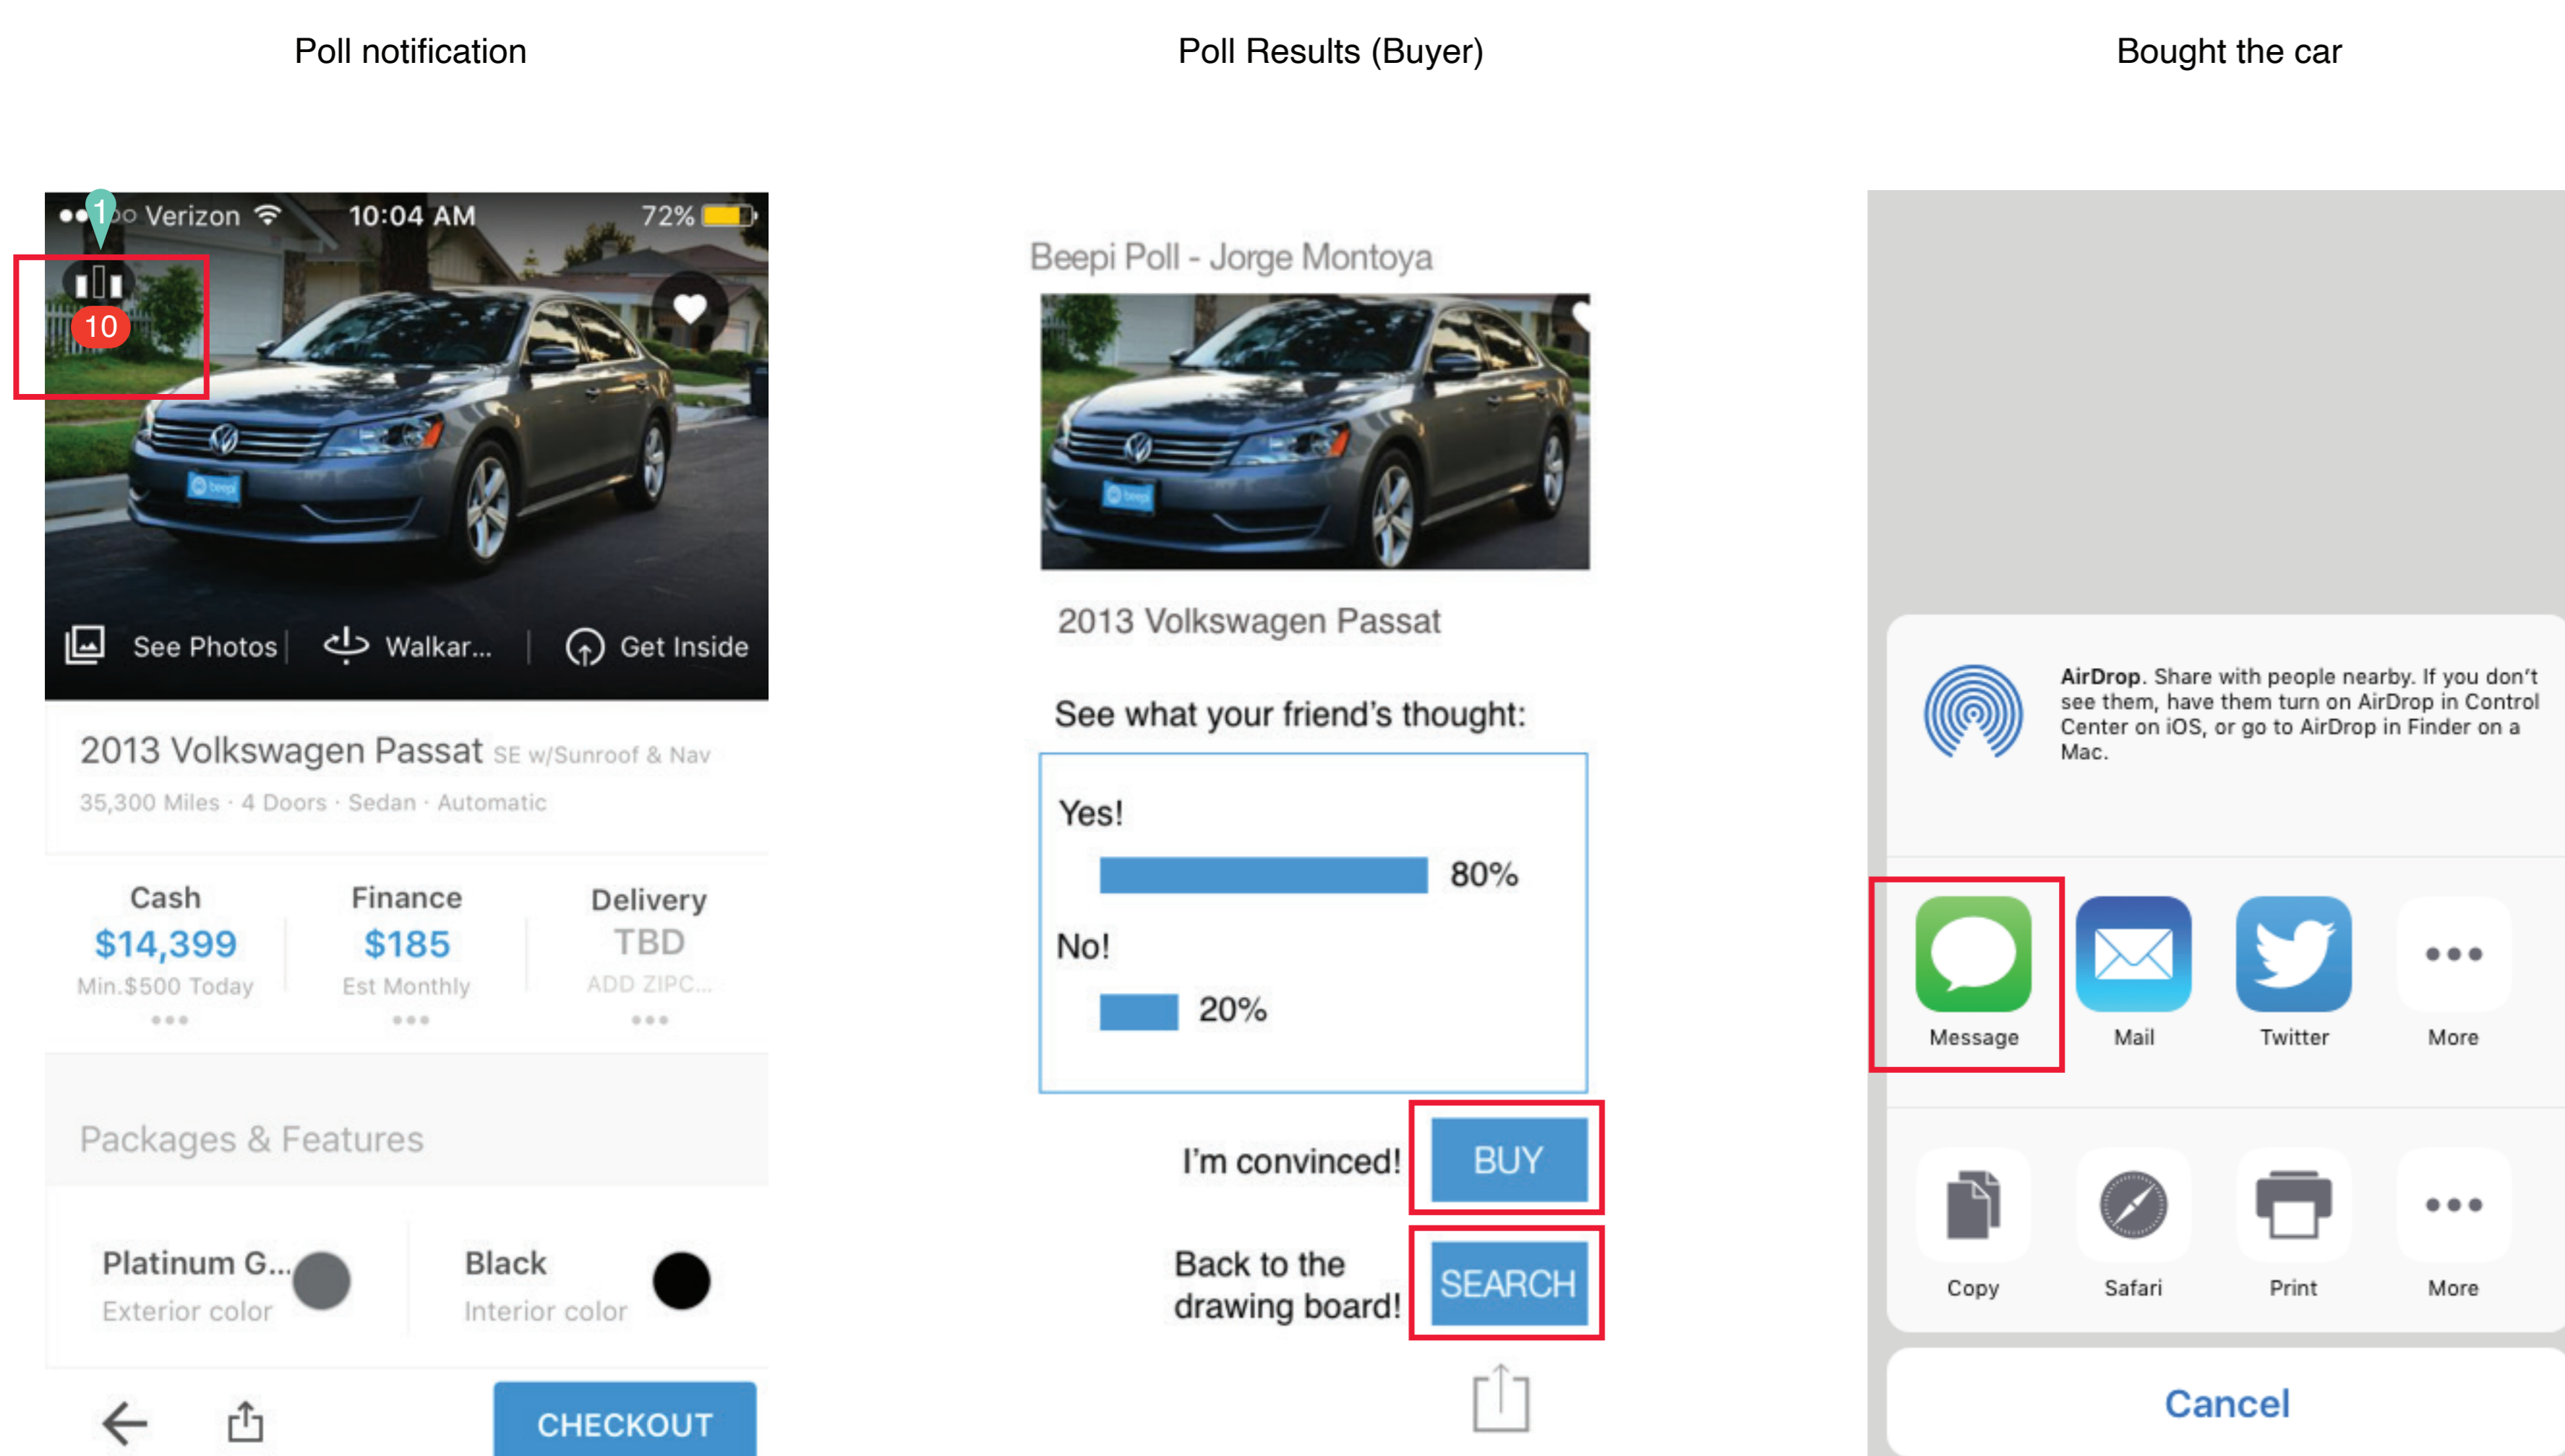 Poll notification
Poll Results (Buyer)
Bought the car
1
Verizon
10:04 AM
72%
10
beepi
See Photos
Walkar...
Get Inside
2013 Volkswagen Passat SE w/Sunroof & Nav
35,300 Miles · 4 Doors · Sedan · Automatic
Cash
$14,399
Min.$500 Today
Finance
$185
Est Monthly
Delivery
TBD
ADD ZIPC...
Packages & Features
Platinum G...
Exterior color
Black
Interior color
CHECKOUT
Beepi Poll - Jorge Montoya
beepi
2013 Volkswagen Passat
See what your friend's thought:
Yes!
80%
No!
20%
I'm convinced!
BUY
Back to the
drawing board!
SEARCH
AirDrop. Share with people nearby. If you don't
see them, have them turn on AirDrop in Control
Center on iOS, or go to AirDrop in Finder on a
Mac.
Message
Mail
Twitter
More
Copy
Safari
Print
More
Cancel